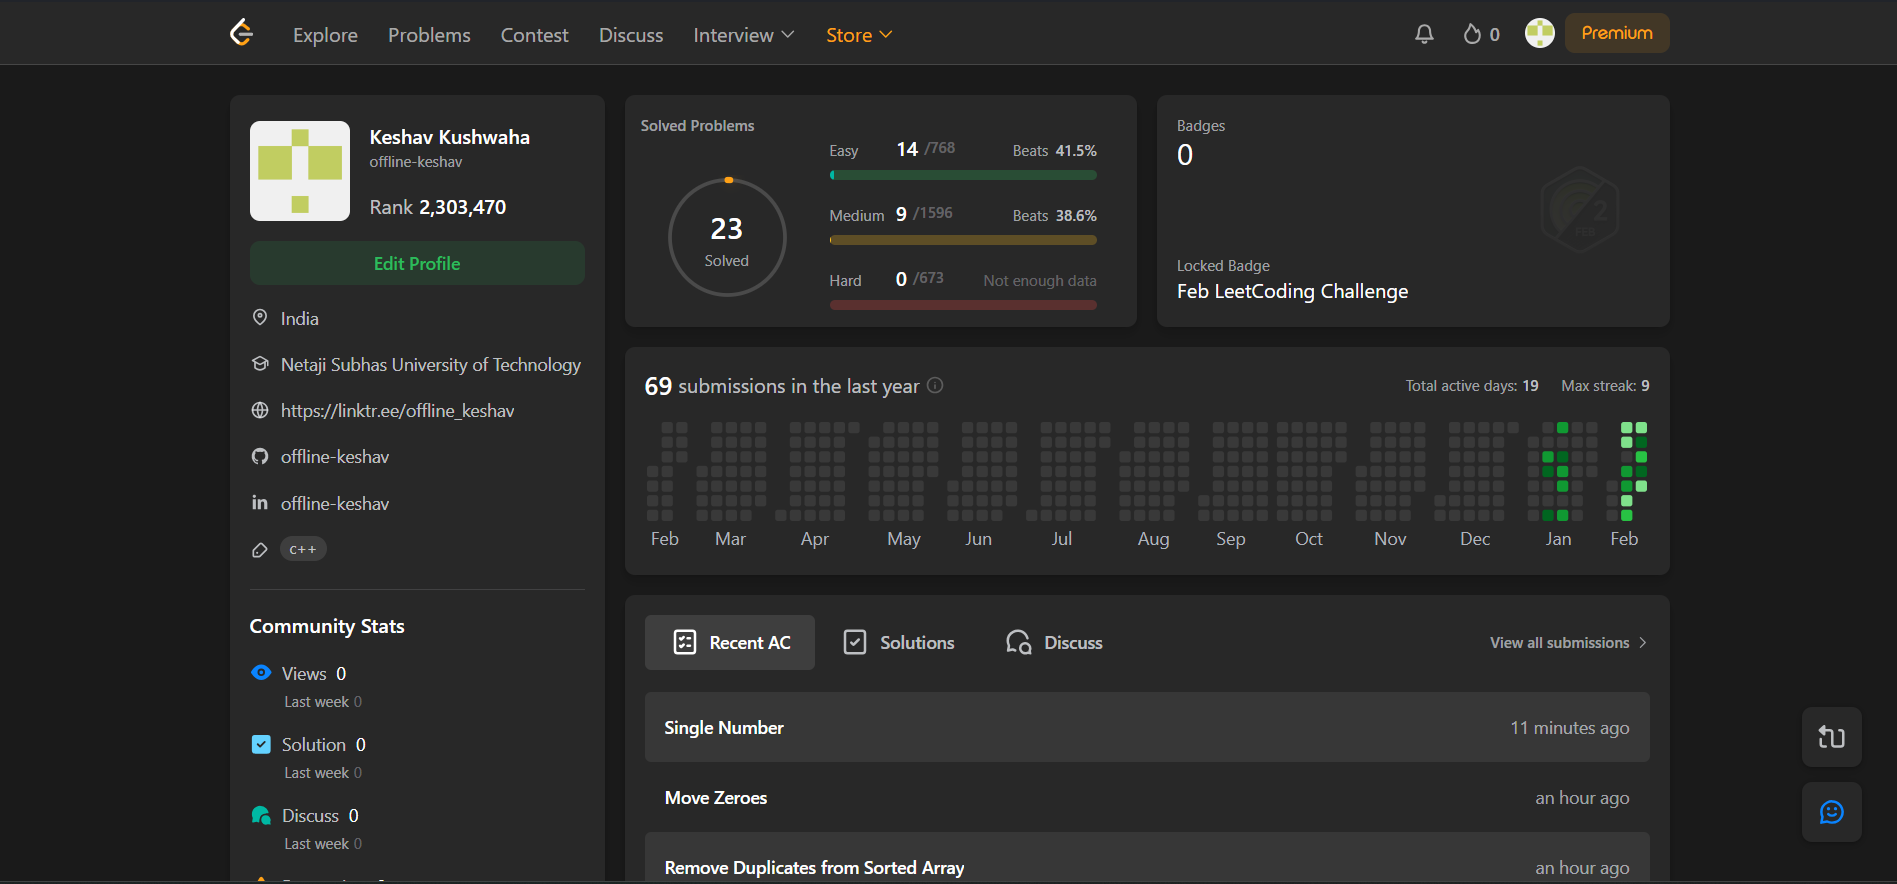 Explore Problems Contest Discuss Interview Store 0 Premium
Keshav Kushwaha
offline-keshav
Rank 2,303,470
Edit Profile
India
Netaji Subhas University of Technology
https://linktr.ee/offline_keshav
offline-keshav
in offline-keshav
c++
Community Stats
Views 0
Last week 0
Solution 0
Last week 0
Discuss 0
Last week 0
Solved Problems
23
Solved
Easy 14 /768 Beats 41.5%
Medium 9 /1596 Beats 38.6%
Hard 0 /673 Not enough data
Badges
0
2
FEB
Locked Badge
Feb LeetCoding Challenge
69 submissions in the last year Total active days: 19 Max streak: 9
Feb Mar Apr May Jun Jul Aug Sep Oct Nov Dec Jan Feb
Recent AC Solutions Discuss View all submissions
Single Number 11 minutes ago
Move Zeroes an hour ago
Remove Duplicates from Sorted Array an hour ago